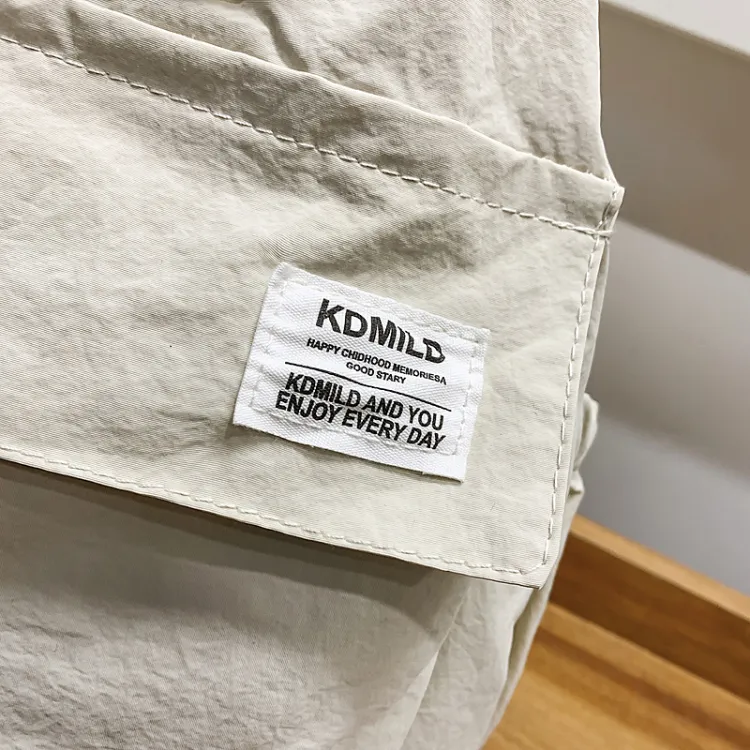 KDMILD
HAPPY CHIDHOOD MEMORIESA
GOOD STARY
KDMILD AND YOU
ENJOY EVERY DAY